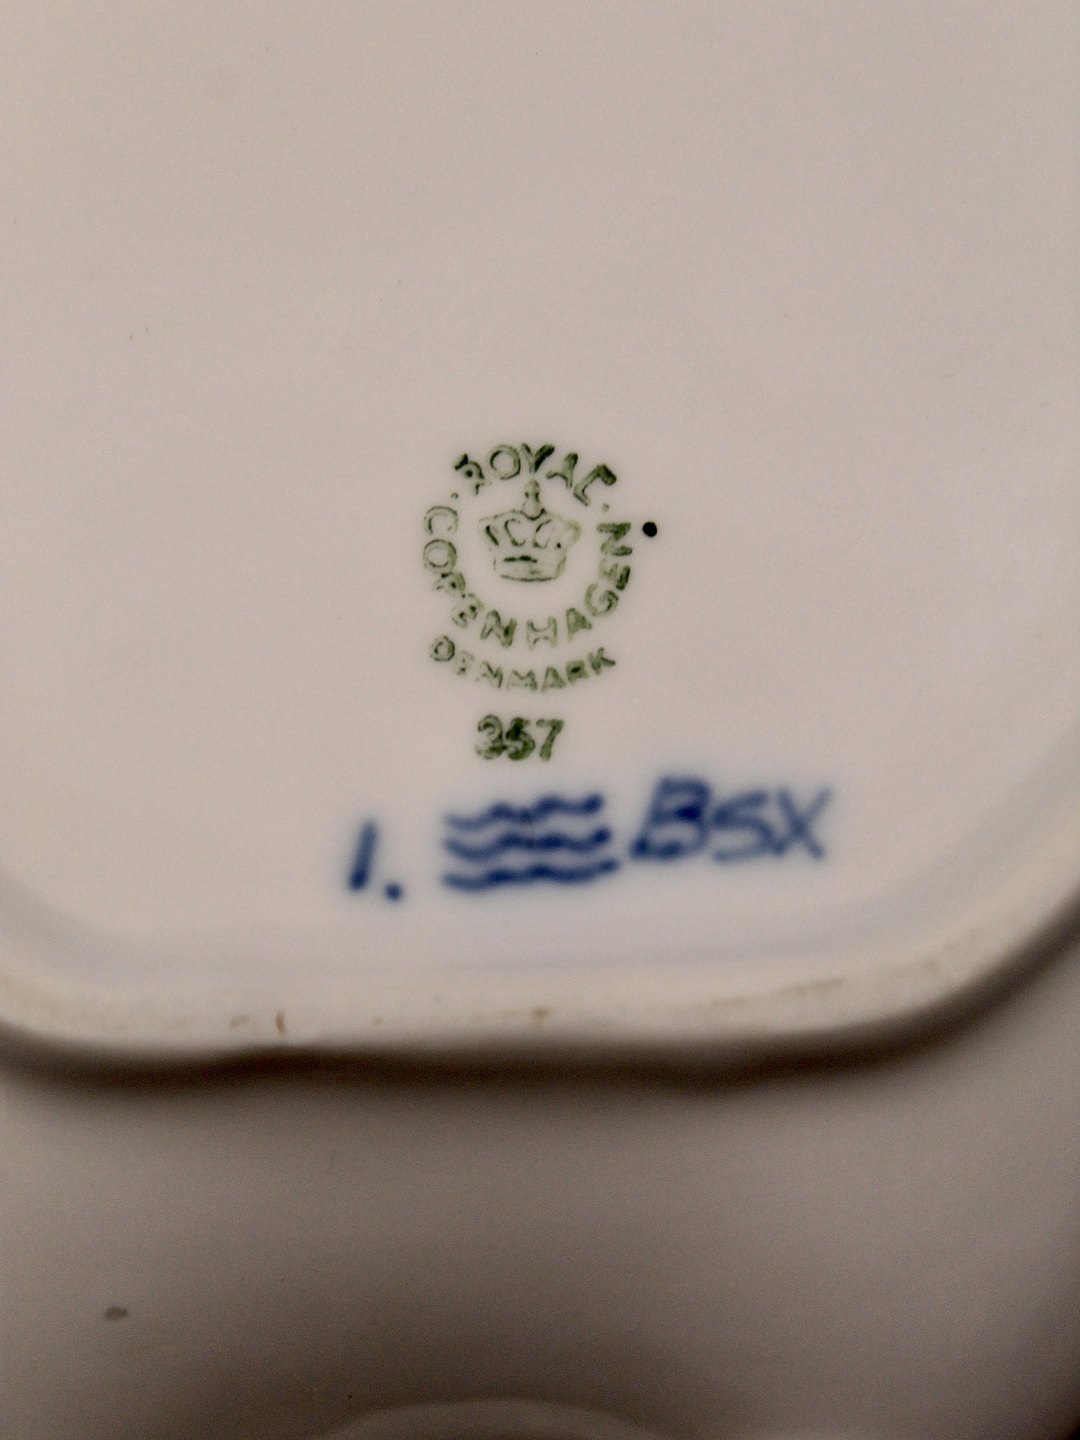 ROYAL
COPENHAGEN
DENMARK
357
1. BSX